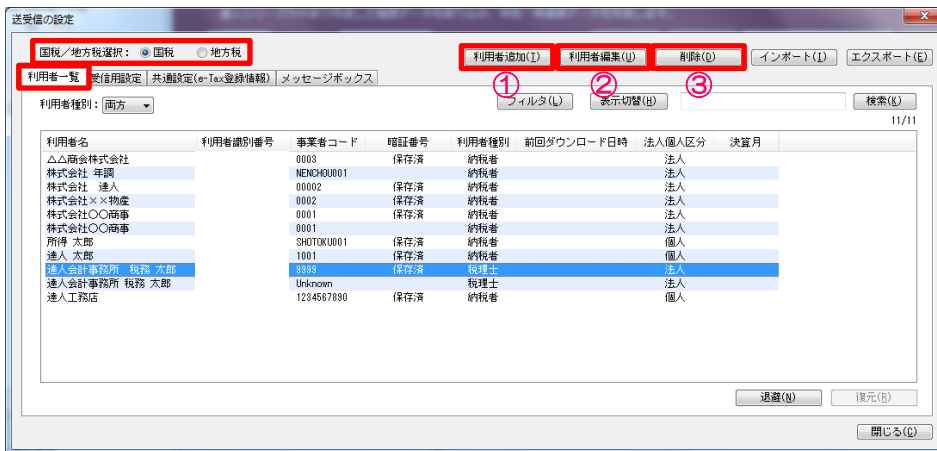 送受信の設定
国税／地方税選択： 国税 地方税
利用者追加(I) 利用者編集(U) 削除(D) インポート(I) エクスポート(E)
① ② ③
利用者一覧 受信用設定 共通設定(e-Tax登録情報) メッセージボックス
利用者種別： 両方 フィルタ(L) 表示切替(H) 検索(K)
11/11
利用者名 利用者識別番号 事業者コード 暗証番号 利用者種別 前回ダウンロード日時 法人個人区分 決算月
△△商会株式会社 0003 保存済 納税者 法人
株式会社 年調 NENCHOU001 納税者 法人
株式会社 達人 00002 保存済 納税者 法人
株式会社××物産 0002 保存済 納税者 法人
株式会社〇〇商事 0001 保存済 納税者 法人
株式会社〇〇商事 0001 納税者 法人
所得 太郎 SHOTOKU001 保存済 納税者 個人
達人 太郎 1001 保存済 納税者 個人
達人会計事務所 税務 太郎 9999 保存済 税理士 法人
達人会計事務所 税務 太郎 Unknown 税理士 法人
達人工務店 1234567890 保存済 納税者 個人
退避(N) 復元(R)
閉じる(C)